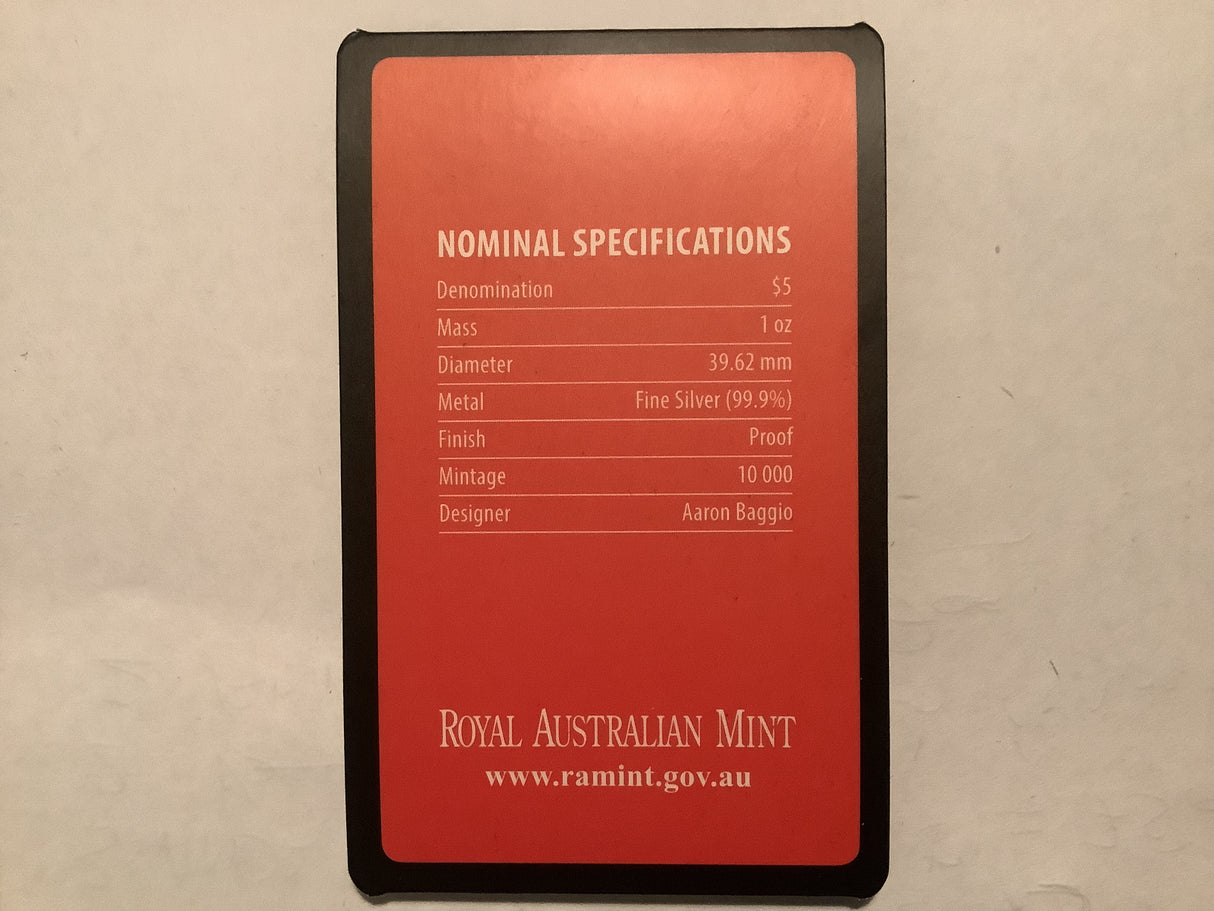 NOMINAL SPECIFICATIONS
Denomination $5
Mass 1 oz
Diameter 39.62 mm
Metal Fine Silver (99.9%)
Finish Proof
Mintage 10 000
Designer Aaron Baggio
ROYAL AUSTRALIAN MINT
www.ramint.gov.au